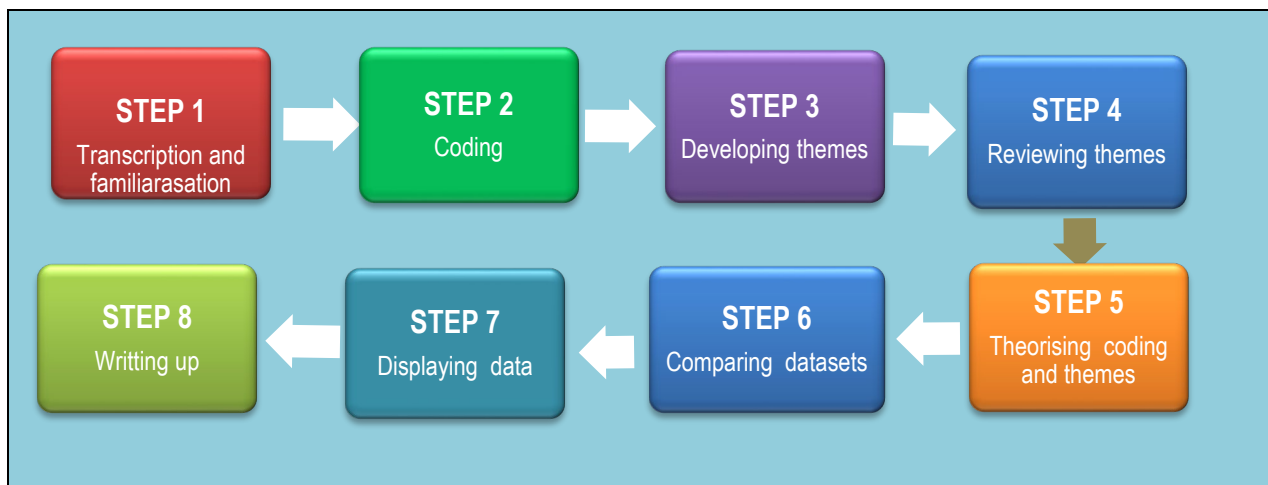 STEP 1
Transcription and
familiarasation
STEP 2
Coding
STEP 3
Developing themes
STEP 4
Reviewing themes
STEP 5
Theorising coding
and themes
STEP 6
Comparing datasets
STEP 7
Displaying data
STEP 8
Writting up